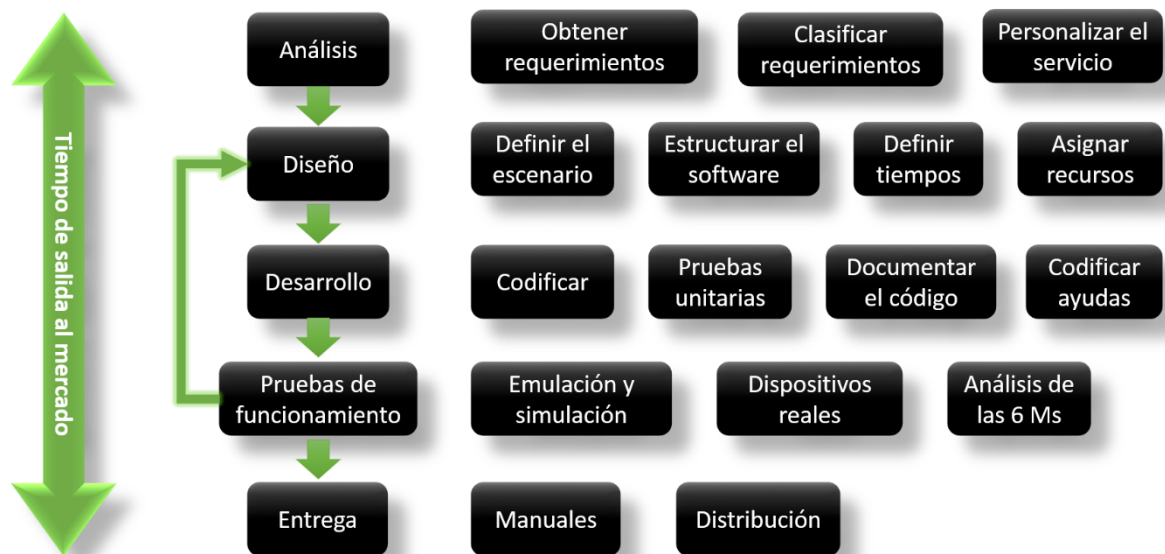 Tiempo de salida al mercado
Análisis
Obtener
requerimientos
Clasificar
requerimientos
Personalizar el
servicio
Diseño
Definir el
escenario
Estructurar el
software
Definir
tiempos
Asignar
recursos
Desarrollo
Codificar
Pruebas
unitarias
Documentar
el código
Codificar
ayudas
Pruebas de
funcionamiento
Emulación y
simulación
Dispositivos
reales
Análisis de
las 6 Ms
Entrega
Manuales
Distribución